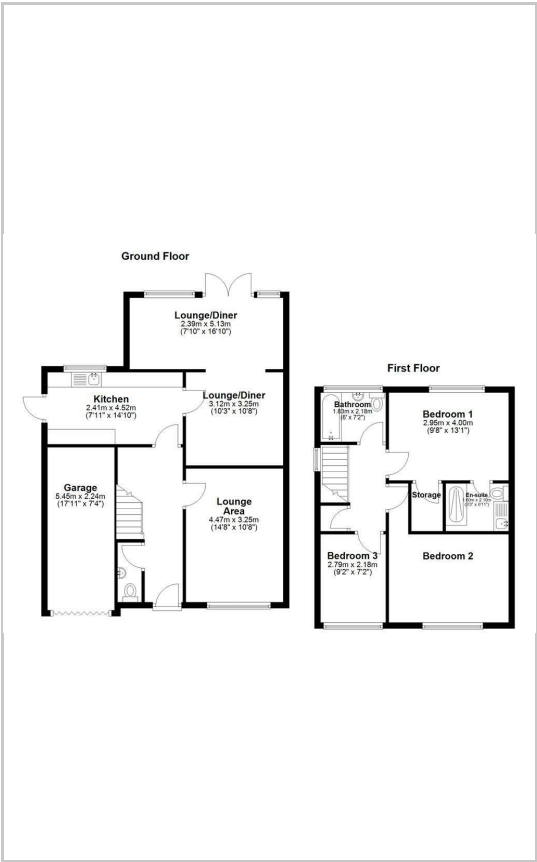 Ground Floor
Lounge/Diner
2.39m x 5.13m
(7'10" x 16'10")
Kitchen
2.41m x 4.52m
(7'11" x 14'10")
Lounge/Diner
3.12m x 3.25m
(10'3" x 10'8")
Garage
5.45m x 2.24m
(17'11" x 7'4")
Lounge
Area
4.47m x 3.25m
(14'8" x 10'8")
First Floor
Bathroom
1.83m x 2.18m
(6' x 7'2")
Bedroom 1
2.95m x 4.00m
(9'8" x 13'1")
Storage
En-suite
Bedroom 3
2.79m x 2.18m
(9'2" x 7'2")
Bedroom 2